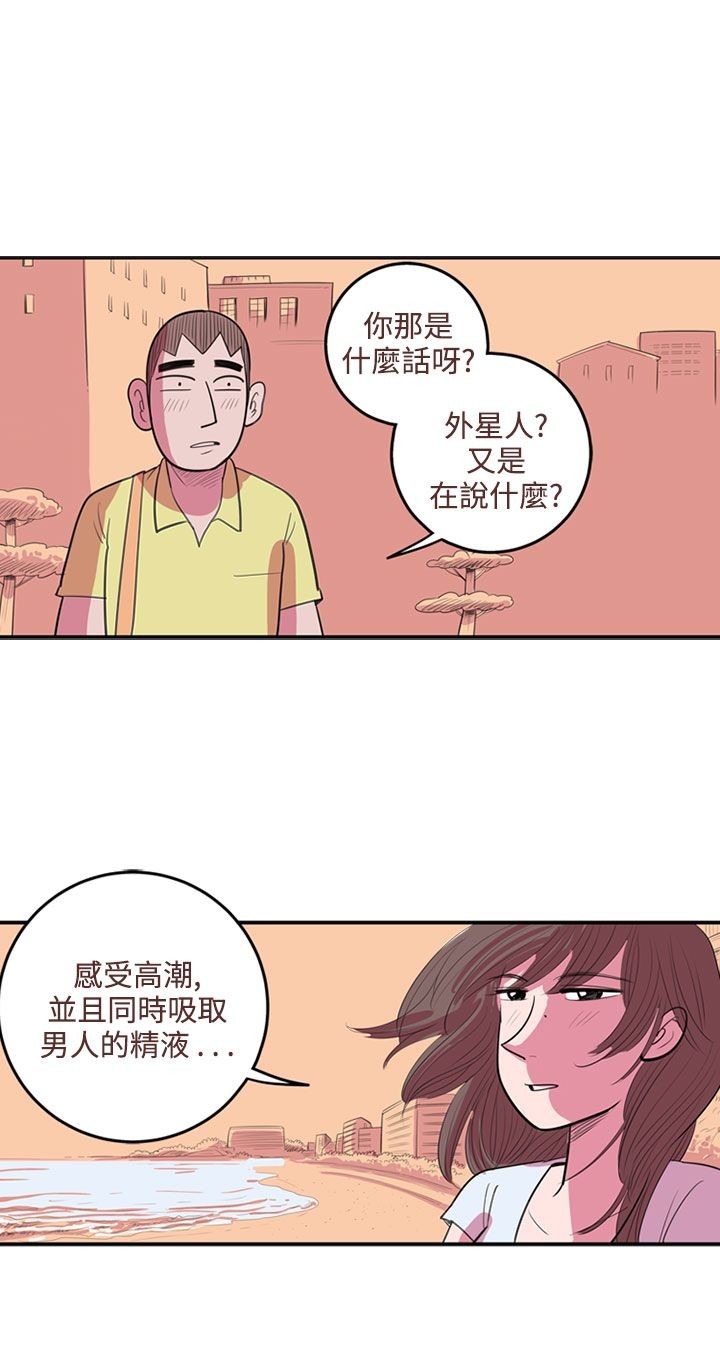 你那是
什麼話呀?
外星人?
又是
在說什麼?
感受高潮,
並且同時吸取
男人的精液 . . .